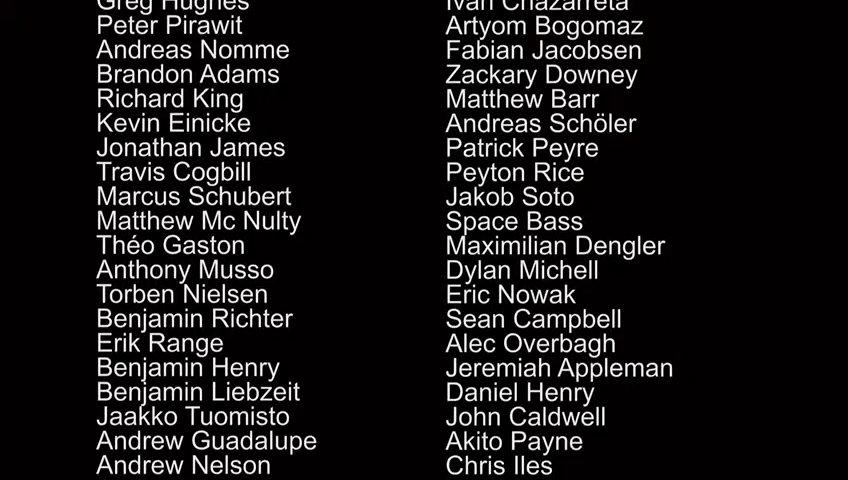 Greg Hughes
Peter Pirawit
Andreas Nomme
Brandon Adams
Richard King
Kevin Einicke
Jonathan James
Travis Cogbill
Marcus Schubert
Matthew Mc Nulty
Théo Gaston
Anthony Musso
Torben Nielsen
Benjamin Richter
Erik Range
Benjamin Henry
Benjamin Liebzeit
Jaakko Tuomisto
Andrew Guadalupe
Andrew Nelson
Ivan Chazarreta
Artyom Bogomaz
Fabian Jacobsen
Zackary Downey
Matthew Barr
Andreas Schöler
Patrick Peyre
Peyton Rice
Jakob Soto
Space Bass
Maximilian Dengler
Dylan Michell
Eric Nowak
Sean Campbell
Alec Overbagh
Jeremiah Appleman
Daniel Henry
John Caldwell
Akito Payne
Chris Iles